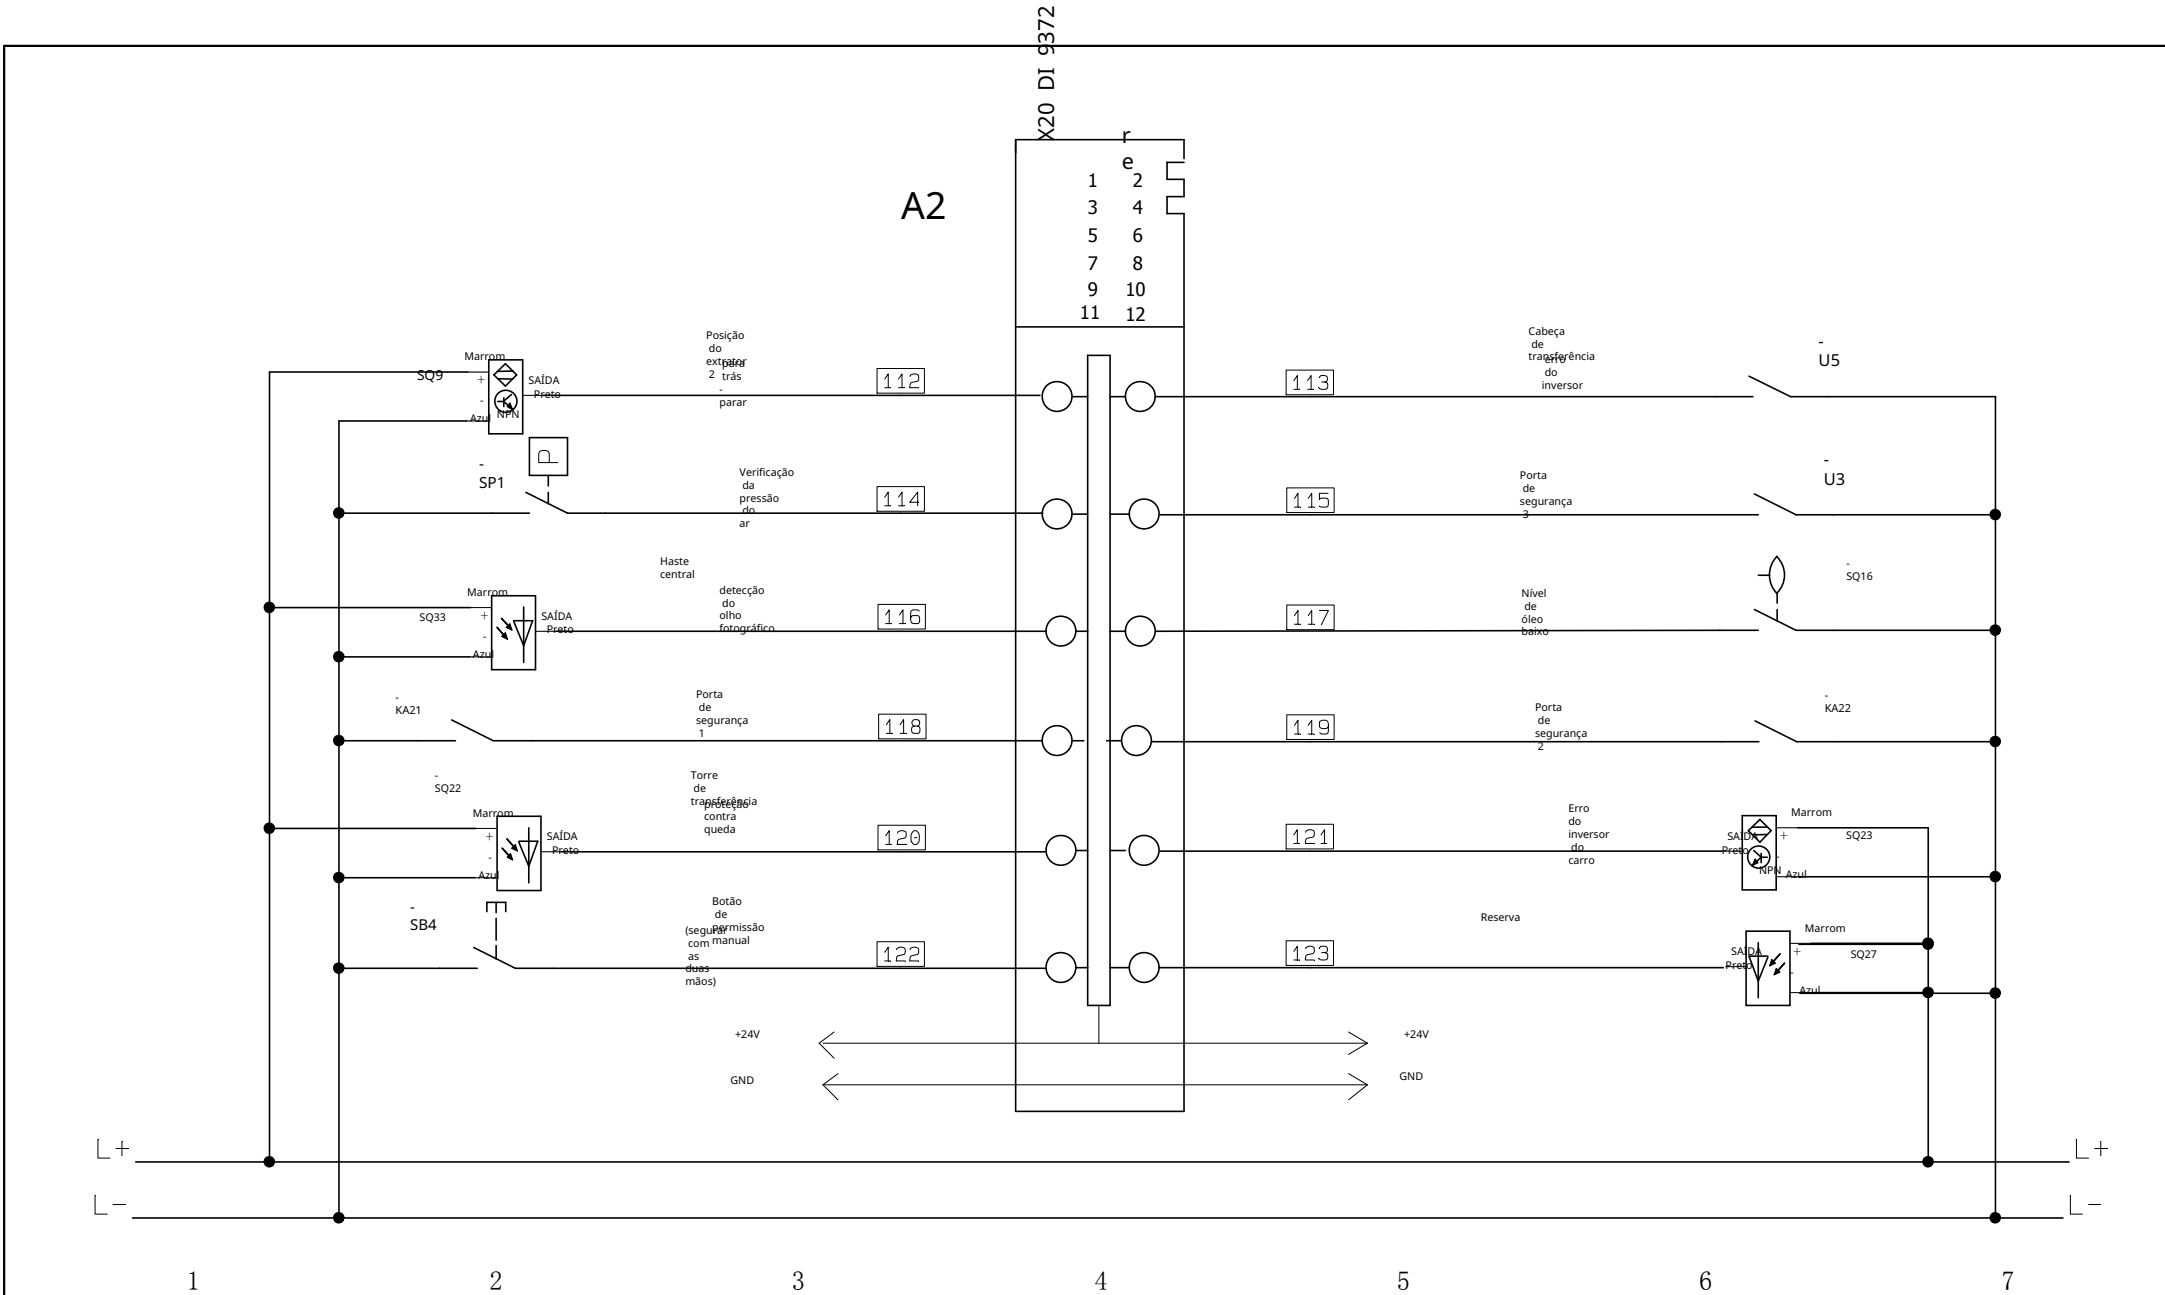 X20 DI 9372
r
e
A2
1 2
3 4
5 6
7 8
9 10
11 12
Marrom
SQ9
+
-
Azul
NPN
SAÍDA
Preto
Posição
do
extrator
2
para
trás
-
parar
112
113
Cabeça
de
transferência
erro
do
inversor
-
U5
-
SP1
P
Verificação
da
pressão
do
ar
114
115
Porta
de
segurança
3
-
U3
Haste
central
Marrom
SQ33
+
-
Azul
SAÍDA
Preto
detecção
do
olho
fotográfico
116
117
Nível
de
óleo
baixo
-
SQ16
-
KA21
Porta
de
segurança
1
118
119
Porta
de
segurança
2
-
KA22
-
SQ22
Marrom
+
-
Azul
SAÍDA
Preto
Torre
de
transferência
proteção
contra
queda
120
121
Erro
do
inversor
do
carro
Marrom
SAÍDA
Preto
+
-
NPN
Azul
SQ23
-
SB4
Botão
de
permissão
manual
(segurar
com
as
duas
mãos)
122
123
Reserva
Marrom
SAÍDA
Preto
+
-
Azul
SQ27
+24V
+24V
GND
GND
L+
L+
L-
L-
1 2 3 4 5 6 7